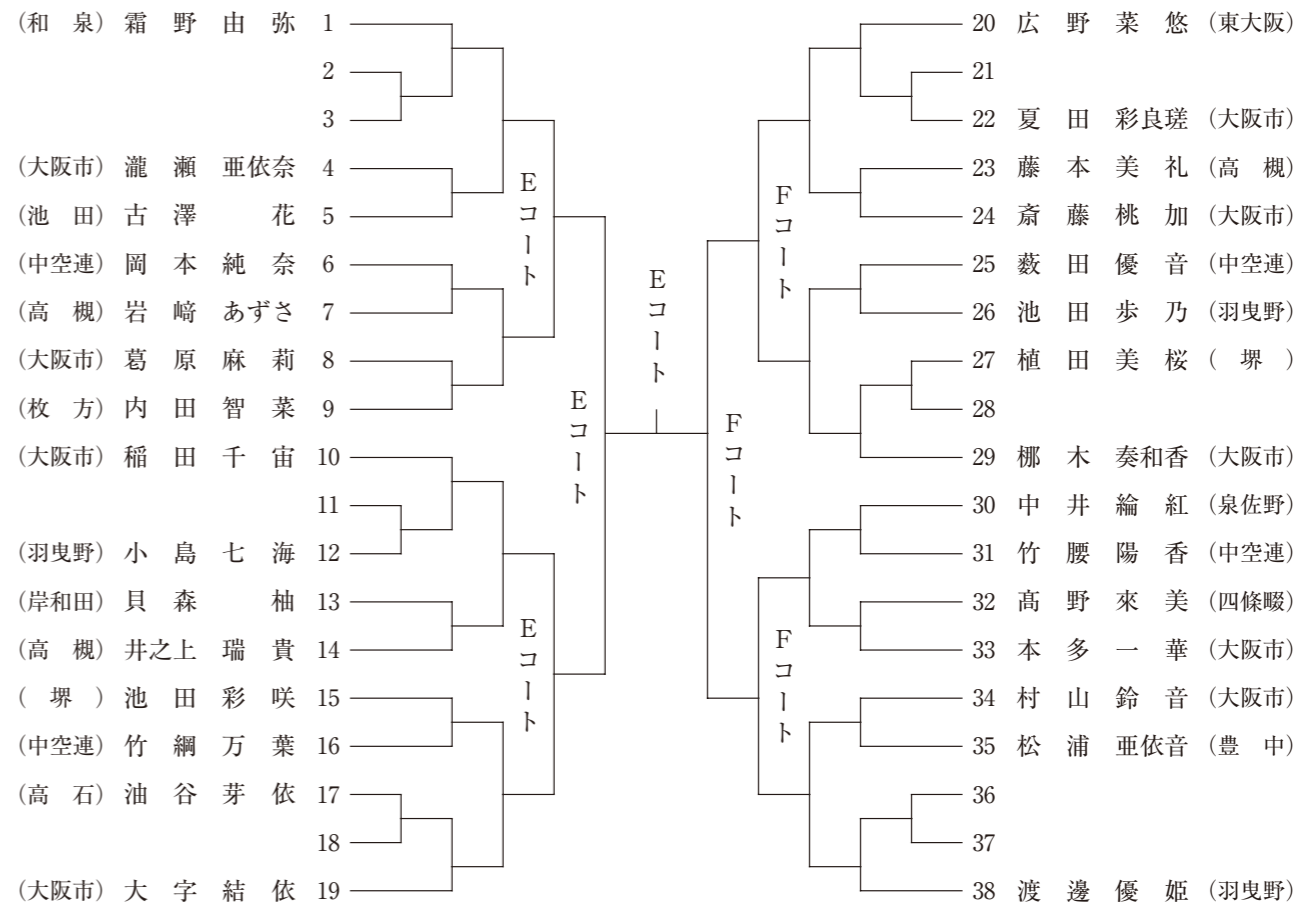 (和 泉) 霜 野 由 弥 1
2
3
(大阪市) 瀧 瀬 亜依奈 4
(池 田) 古 澤 花 5
(中空連) 岡 本 純 奈 6
(高 槻) 岩 﨑 あずさ 7
(大阪市) 葛 原 麻 莉 8
(枚 方) 内 田 智 菜 9
(大阪市) 稲 田 千 宙 10
11
(羽曳野) 小 島 七 海 12
(岸和田) 貝 森 柚 13
(高 槻) 井之上 瑞 貴 14
( 堺 ) 池 田 彩 咲 15
(中空連) 竹 綱 万 葉 16
(高 石) 油 谷 芽 依 17
18
(大阪市) 大 字 結 依 19
Eコート
Eコート
Eコート
Eコート
Fコート
Fコート
Fコート
20 広 野 菜 悠 (東大阪)
21
22 夏 田 彩良瑳 (大阪市)
23 藤 本 美 礼 (高 槻)
24 斎 藤 桃 加 (大阪市)
25 薮 田 優 音 (中空連)
26 池 田 歩 乃 (羽曳野)
27 植 田 美 桜 ( 堺 )
28
29 梛 木 奏和香 (大阪市)
30 中 井 綸 紅 (泉佐野)
31 竹 腰 陽 香 (中空連)
32 髙 野 來 美 (四條畷)
33 本 多 一 華 (大阪市)
34 村 山 鈴 音 (大阪市)
35 松 浦 亜依音 (豊 中)
36
37
38 渡 邊 優 姫 (羽曳野)